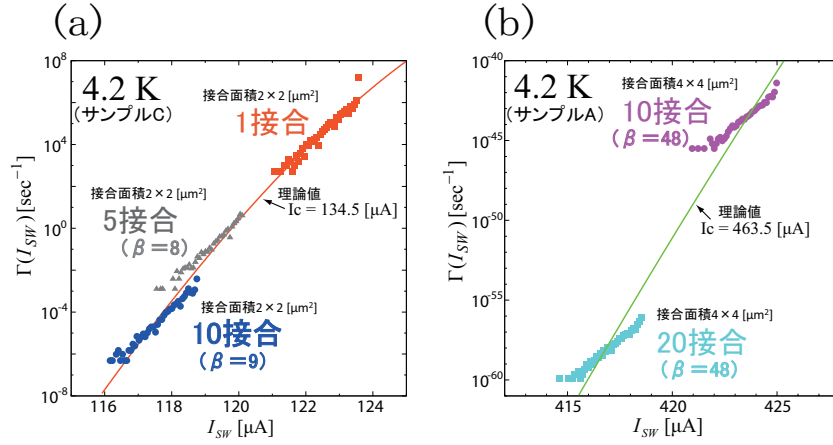 (a)
4.2 K
(サンプルC)
接合面積2×2 [μm²]
1接合
接合面積2×2 [μm²]
5接合
(β=8)
理論値
Ic = 134.5 [μA]
接合面積2×2 [μm²]
10接合
(β=9)
Γ(I_SW) [sec⁻¹]
10⁸
10⁴
10⁰
10⁻⁴
10⁻⁸
116 118 120 122 124
I_SW [μA]
(b)
4.2 K
(サンプルA)
接合面積4×4 [μm²]
10接合
(β=48)
理論値
Ic = 463.5 [μA]
接合面積4×4 [μm²]
20接合
(β=48)
Γ(I_SW) [sec⁻¹]
10⁻⁴⁰
10⁻⁴⁵
10⁻⁵⁰
10⁻⁵⁵
10⁻⁶⁰
415 420 425
I_SW [μA]